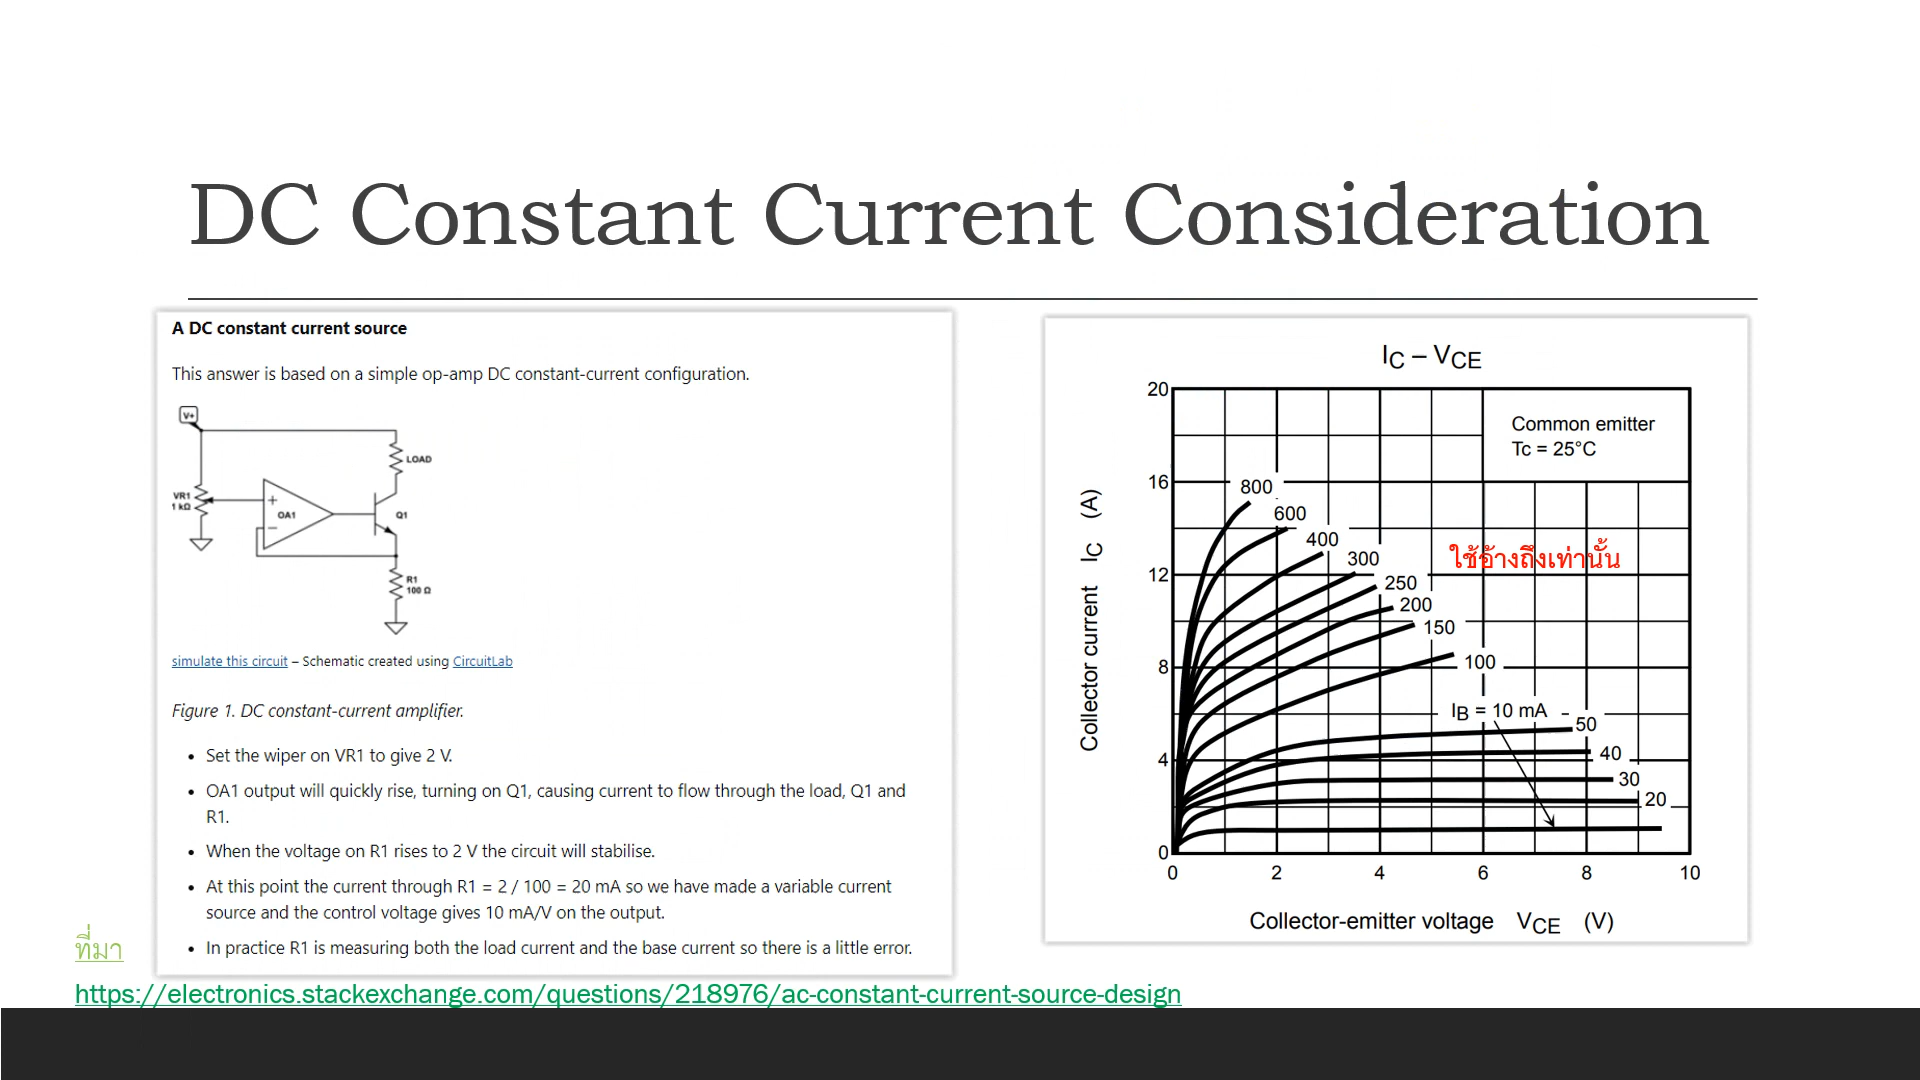 DC Constant Current Consideration
A DC constant current source
This answer is based on a simple op-amp DC constant-current configuration.
V+
LOAD
VR1
1 kΩ
+
−
OA1
Q1
R1
100 Ω
simulate this circuit – Schematic created using CircuitLab
Figure 1. DC constant-current amplifier.
• Set the wiper on VR1 to give 2 V.
• OA1 output will quickly rise, turning on Q1, causing current to flow through the load, Q1 and
R1.
• When the voltage on R1 rises to 2 V the circuit will stabilise.
• At this point the current through R1 = 2 / 100 = 20 mA so we have made a variable current
source and the control voltage gives 10 mA/V on the output.
• In practice R1 is measuring both the load current and the base current so there is a little error.
IC – VCE
Common emitter
Tc = 25°C
Collector current IC (A)
20
16
12
8
4
0
800
600
400
300
250
200
150
100
IB = 10 mA
50
40
30
20
ใช้อ้างถึงเท่านั้น
0 2 4 6 8 10
Collector-emitter voltage VCE (V)
ที่มา
https://electronics.stackexchange.com/questions/218976/ac-constant-current-source-design